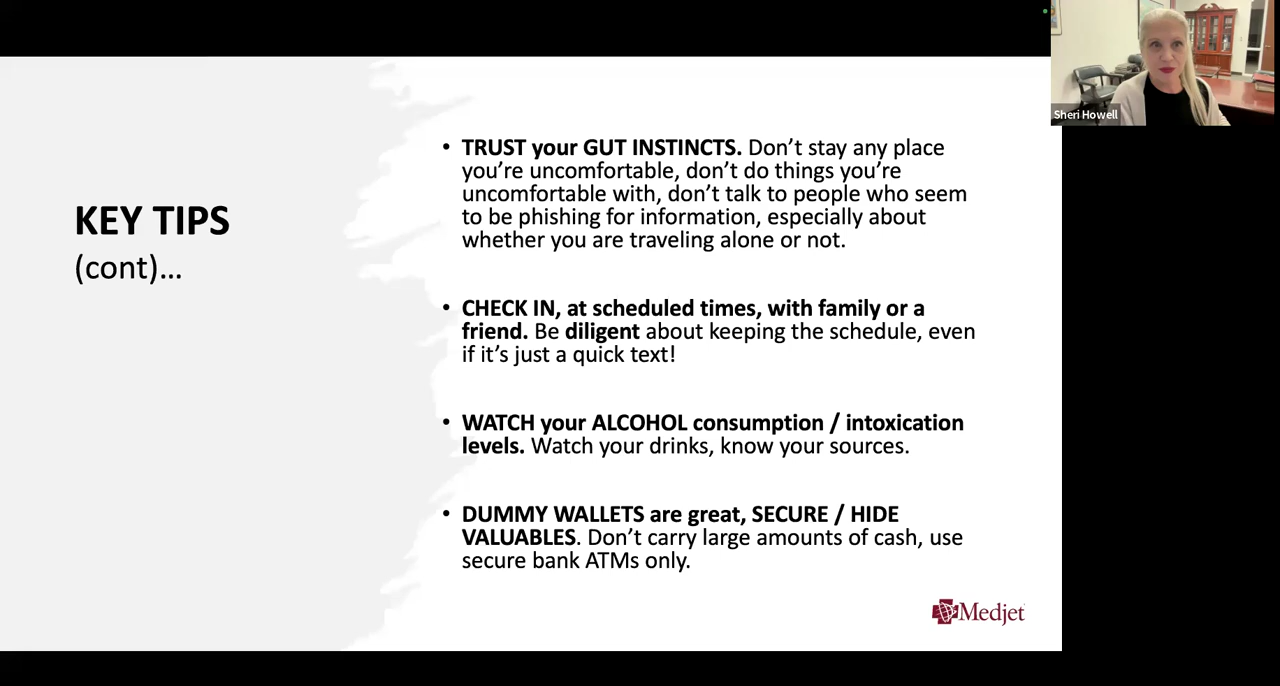 Sheri Howell
KEY TIPS
(cont)...
• TRUST your GUT INSTINCTS. Don’t stay any place
you’re uncomfortable, don’t do things you’re
uncomfortable with, don’t talk to people who seem
to be phishing for information, especially about
whether you are traveling alone or not.
• CHECK IN, at scheduled times, with family or a
friend. Be diligent about keeping the schedule, even
if it’s just a quick text!
• WATCH your ALCOHOL consumption / intoxication
levels. Watch your drinks, know your sources.
• DUMMY WALLETS are great, SECURE / HIDE
VALUABLES. Don’t carry large amounts of cash, use
secure bank ATMs only.
Medjet